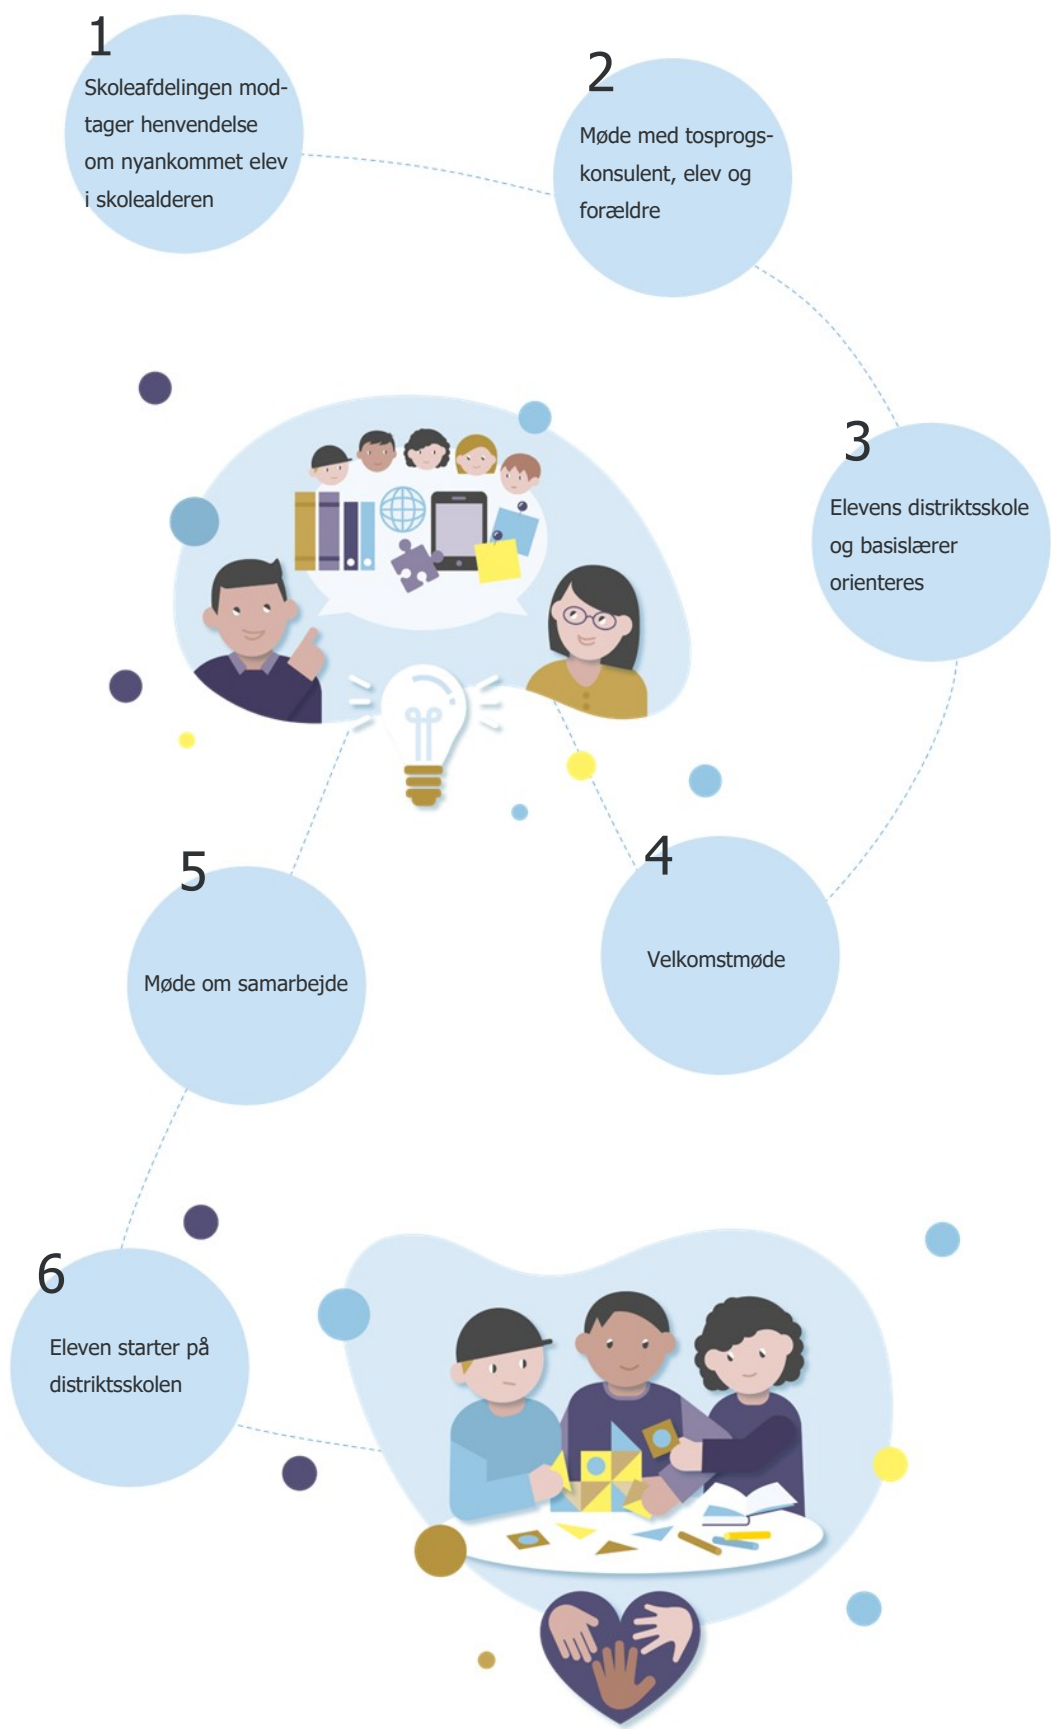 1
Skoleafdelingen mod-
tager henvendelse
om nyankommet elev
i skolealderen
2
Møde med tosprogs-
konsulent, elev og
forældre
3
Elevens distriktsskole
og basislærer
orienteres
4
Velkomstmøde
5
Møde om samarbejde
6
Eleven starter på
distriktsskolen